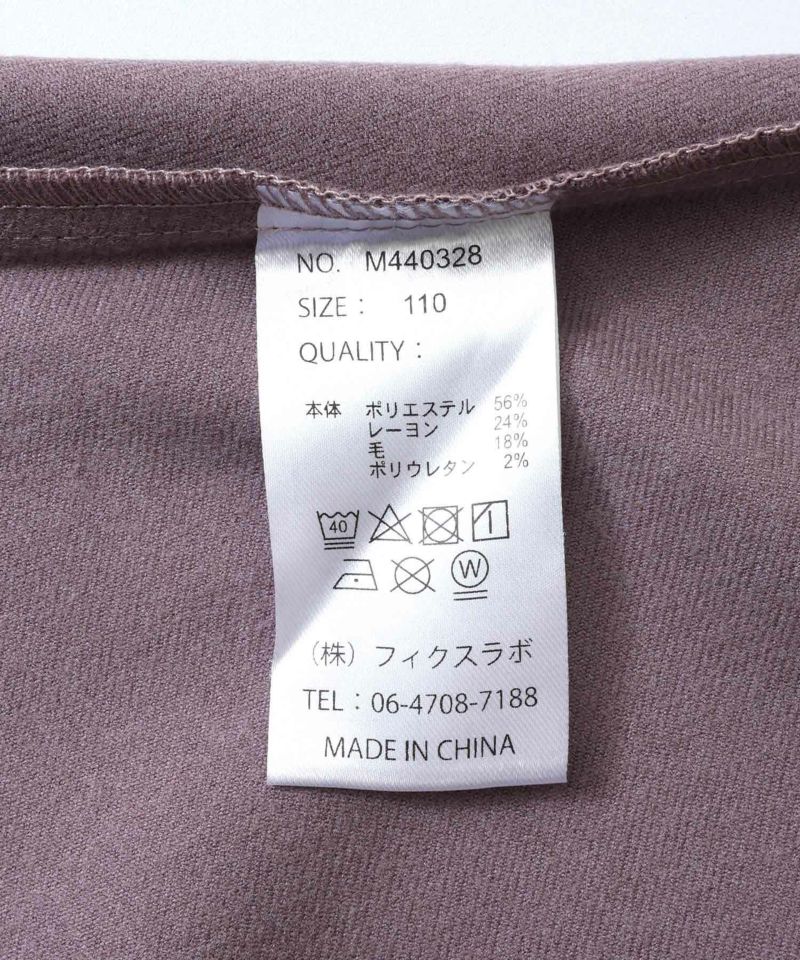 NO. M440328
SIZE : 110
QUALITY :
本体 ポリエステル 56%
レーヨン 24%
毛 18%
ポリウレタン 2%
40
W
（株）フィクスラボ
TEL : 06-4708-7188
MADE IN CHINA